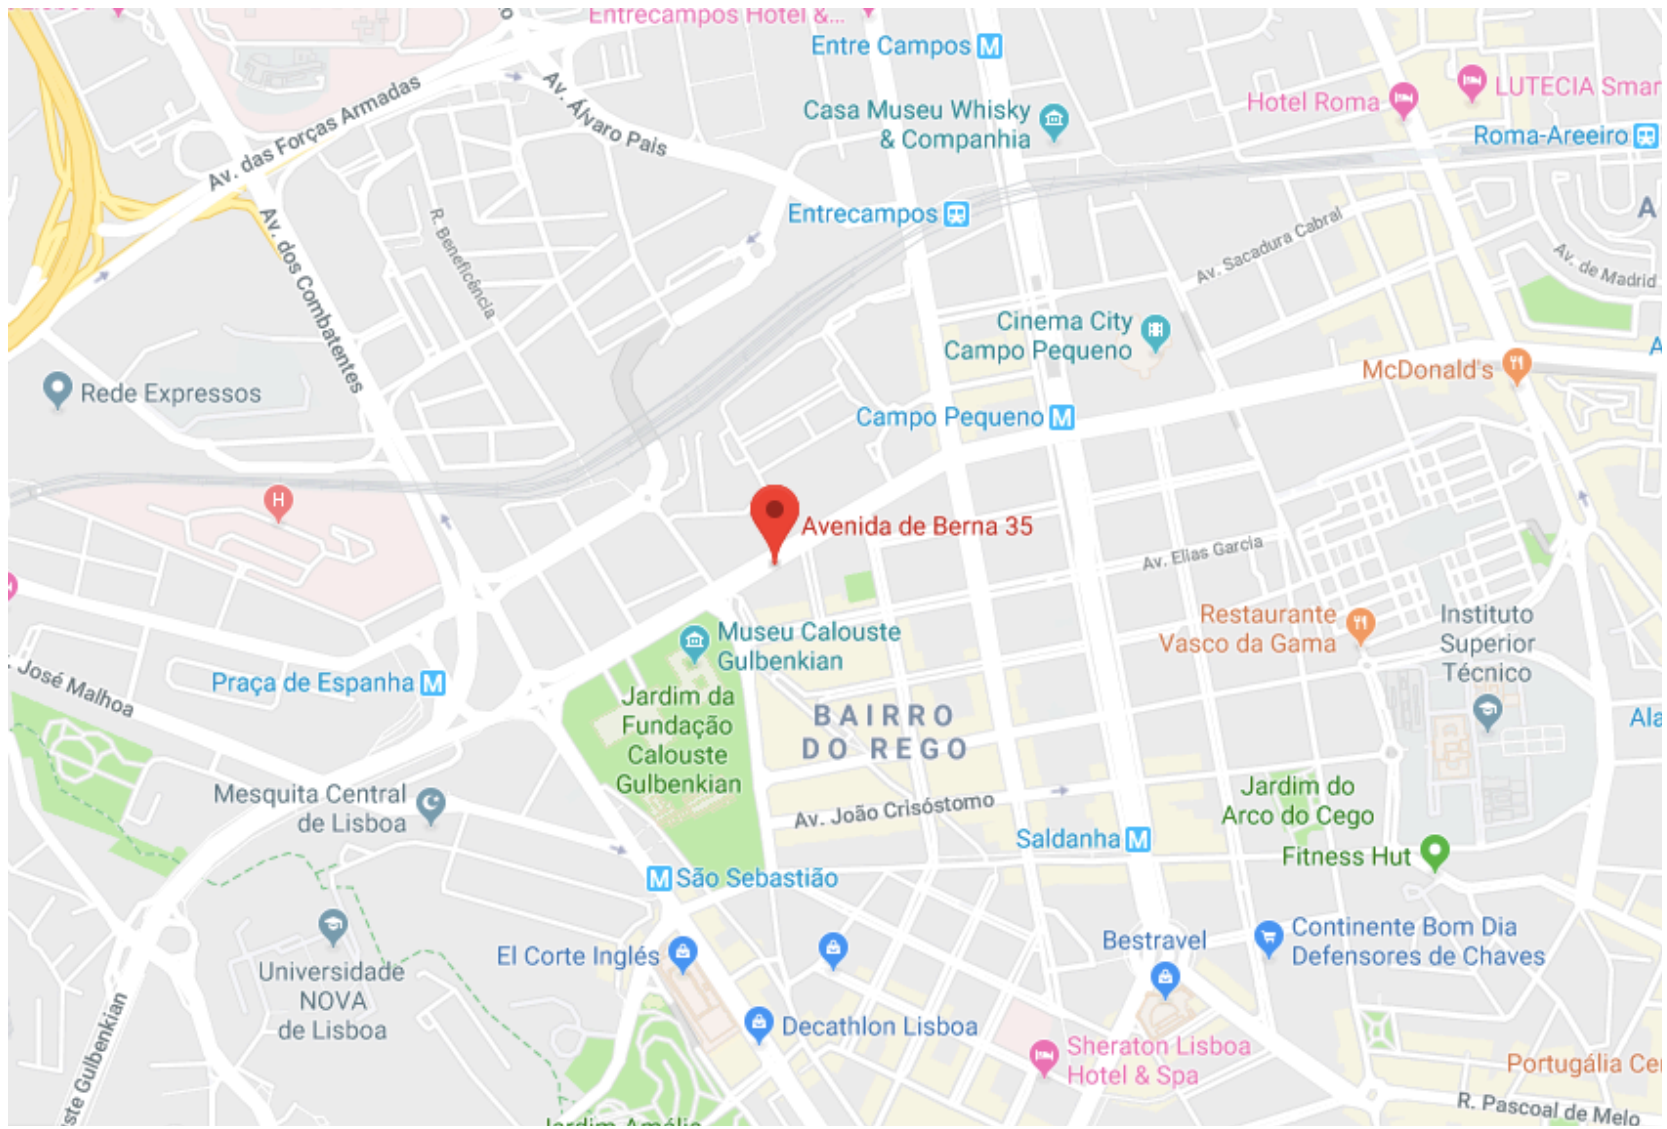 Entrecampos Hotel &...
Entre Campos M
LUTECIA Smar
Hotel Roma
Av. das Forças Armadas
Av. Álvaro Pais
Casa Museu Whisky
& Companhia
Roma-Areeiro
Entrecampos
A
R. Beneficência
Av. dos Combatentes
Av. Sacadura Cabral
Av. de Madrid
Cinema City
Campo Pequeno
A
McDonald's
Rede Expressos
Campo Pequeno M
H
Avenida de Berna 35
Av. Elias Garcia
Restaurante
Vasco da Gama
Instituto
Superior
Técnico
Museu Calouste
Gulbenkian
José Malhoa
Praça de Espanha M
Jardim da
Fundação
Calouste
Gulbenkian
BAIRRO
DO REGO
Ala
Mesquita Central
de Lisboa
Av. João Crisóstomo
Jardim do
Arco do Cego
Saldanha M
Fitness Hut
M São Sebastião
El Corte Inglés
Bestravel
Continente Bom Dia
Defensores de Chaves
Universidade
NOVA
de Lisboa
Decathlon Lisboa
Sheraton Lisboa
Hotel & Spa
Portugália Ce
ste Gulbenkian
R. Pascoal de Melo